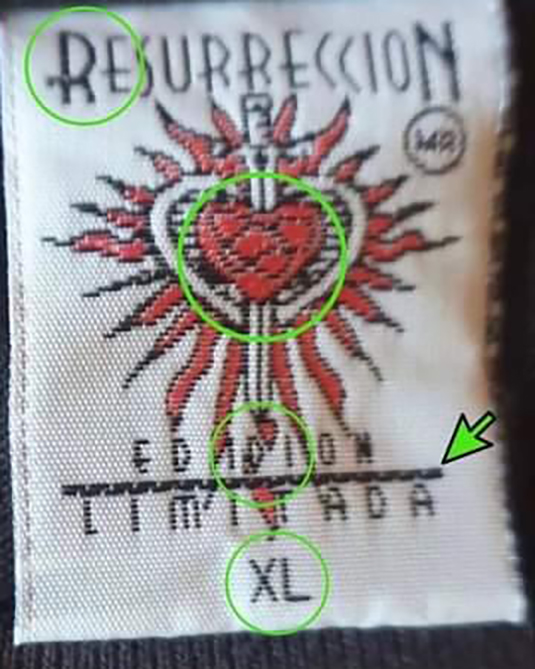 RESURRECCION
MR
EDICION
LIMITADA
XL